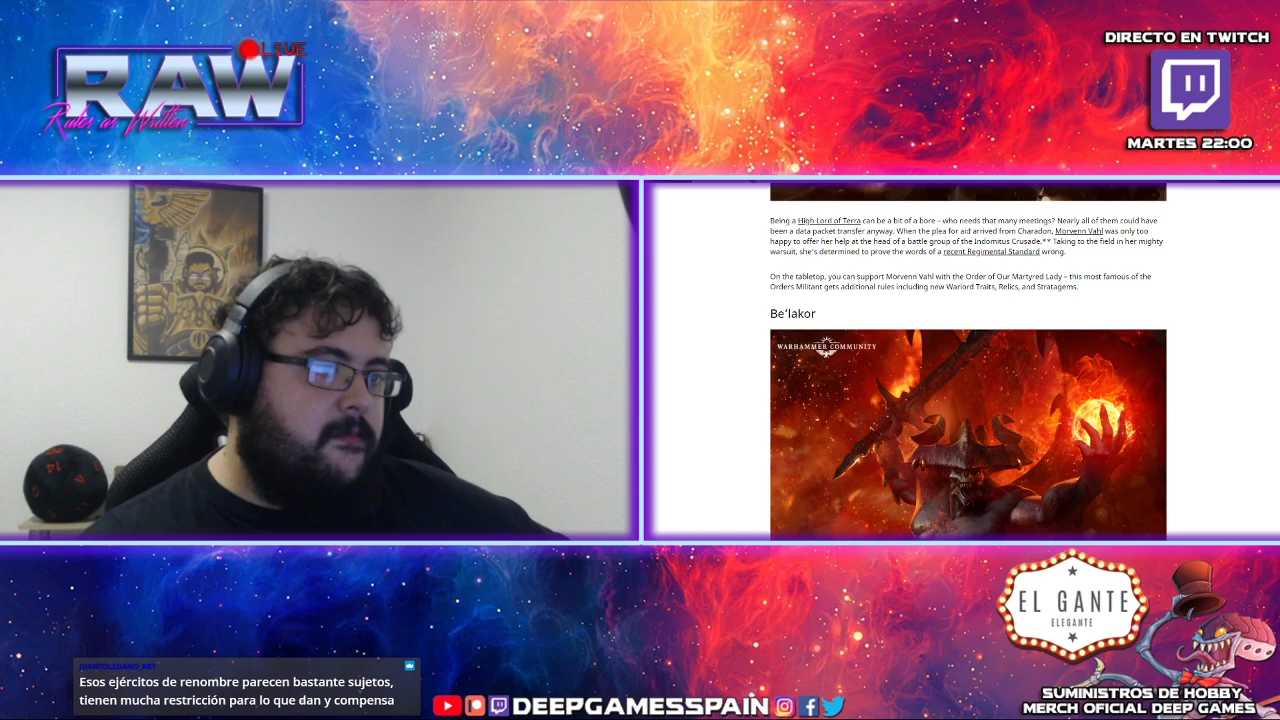 LIVE
RAW
Rules as Written
DIRECTO EN TWITCH
MARTES 22:00
Being a High Lord of Terra can be a bit of a bore – who needs that many meetings? Nearly all of them could have
been a data packet transfer anyway. When the plea for aid arrived from Charadon, Morvenn Vahl was only too
happy to offer her help at the head of a battle group of the Indomitus Crusade.** Taking to the field in her mighty
warsuit, she's determined to prove the words of a recent Regimental Standard wrong.
On the tabletop, you can support Morvenn Vahl with the Order of Our Martyred Lady – this most famous of the
Orders Militant gets additional rules including new Warlord Traits, Relics, and Stratagems.
Be'lakor
WARHAMMER COMMUNITY
14
EL GANTE
ELEGANTE
JUANTOLEDANO_ART
Esos ejércitos de renombre parecen bastante sujetos,
tienen mucha restricción para lo que dan y compensa
DEEPGAMESSPAIN
SUMINISTROS DE HOBBY
MERCH OFICIAL DEEP GAMES